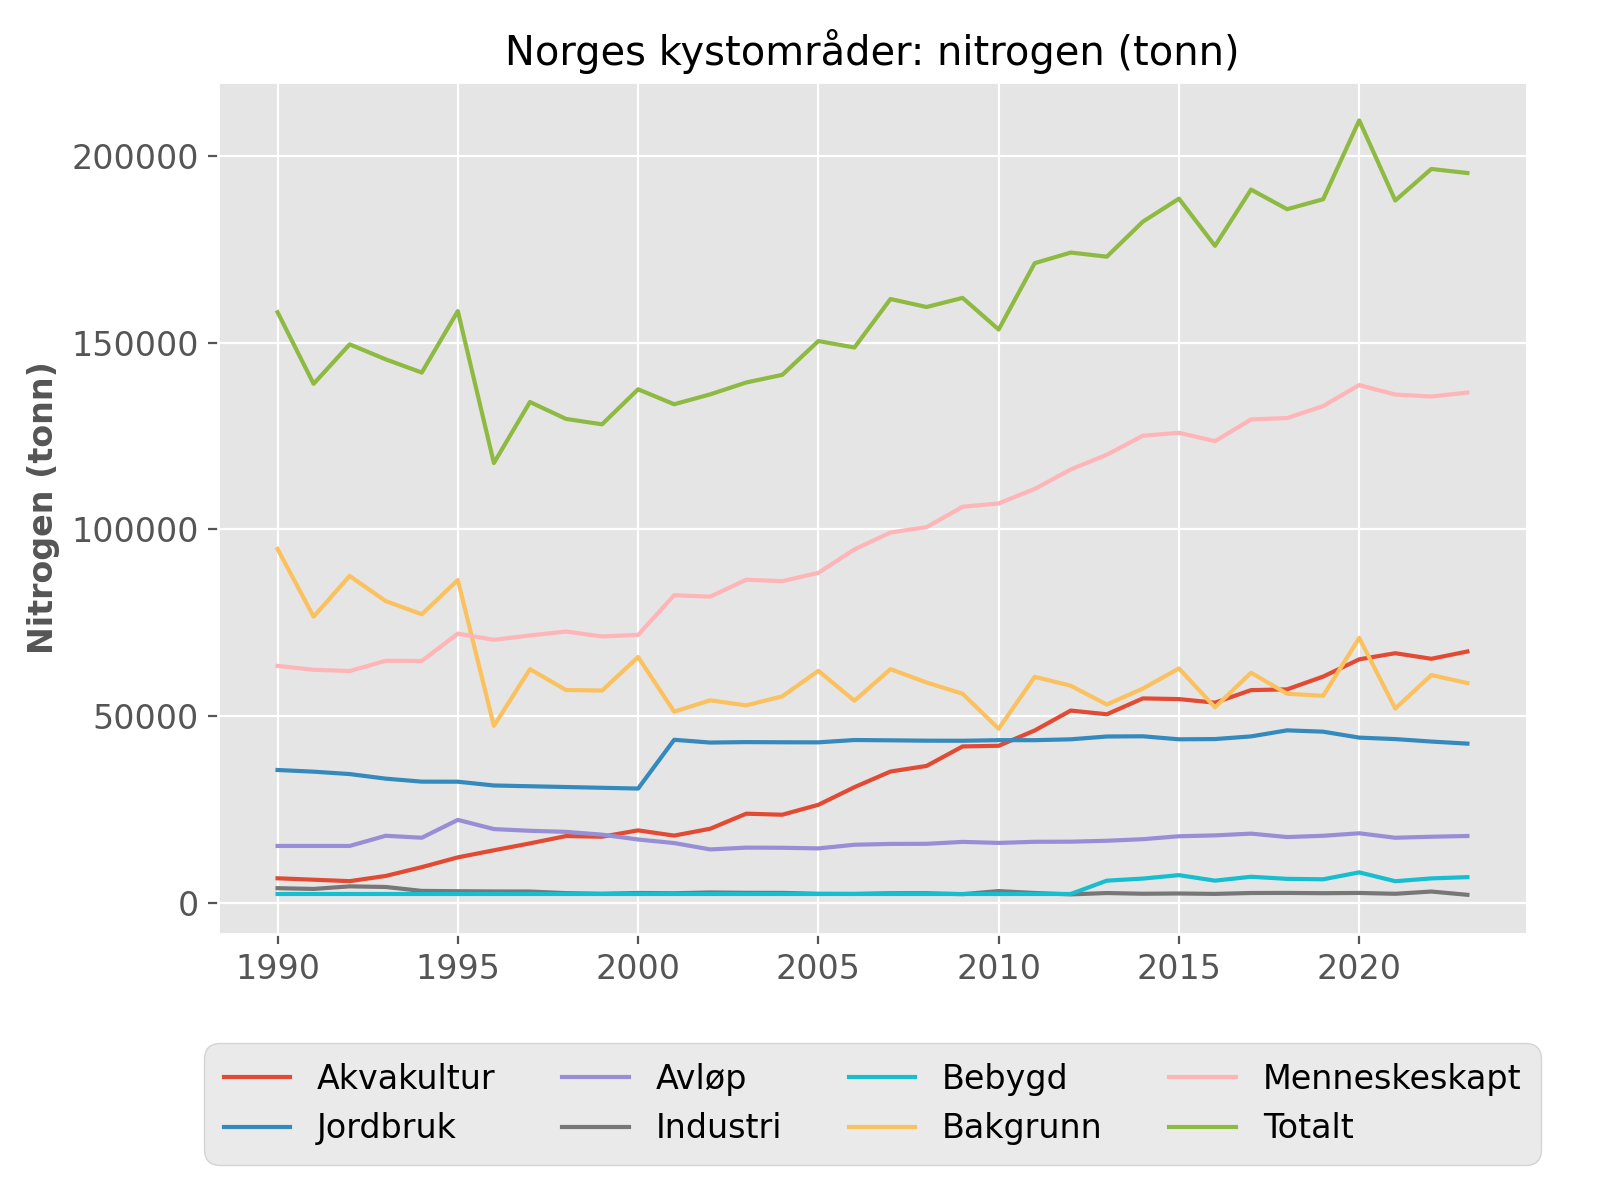 Norges kystområder: nitrogen (tonn)
Nitrogen (tonn)
200000
150000
100000
50000
0
1990 1995 2000 2005 2010 2015 2020
Akvakultur Avløp Bebygd Menneskeskapt
Jordbruk Industri Bakgrunn Totalt